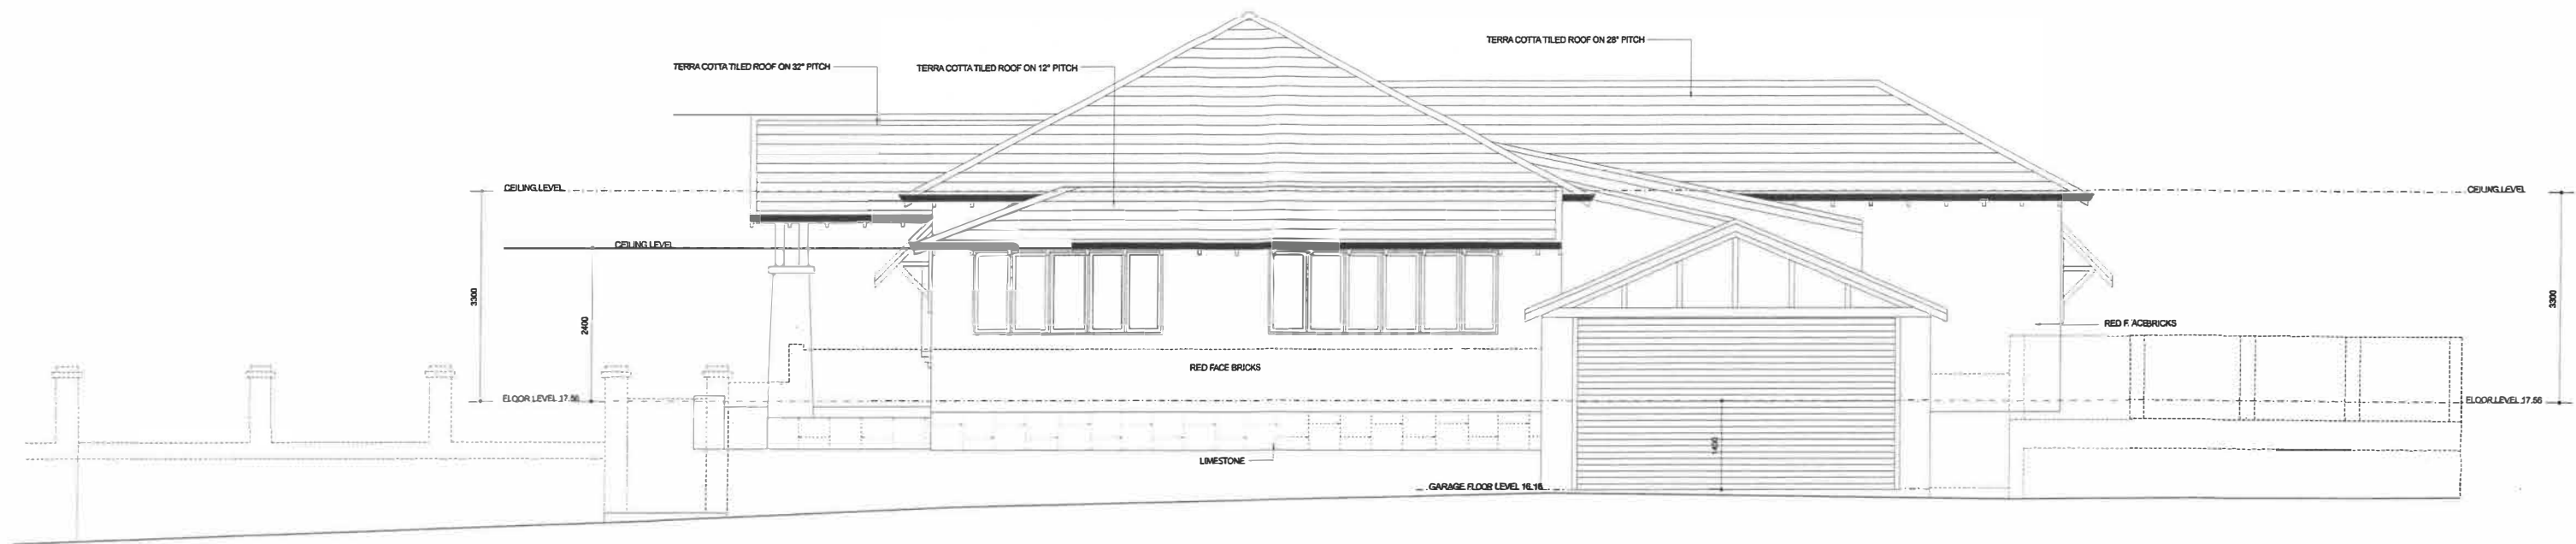 TERRA COTTA TILED ROOF ON 28° PITCH
TERRA COTTA TILED ROOF ON 32° PITCH
TERRA COTTA TILED ROOF ON 12° PITCH
CEILING LEVEL
CEILING LEVEL
CEILING LEVEL
3300
2400
3300
RED F. ACEBRICKS
RED FACE BRICKS
FLOOR LEVEL 17.56
FLOOR LEVEL 17.56
1400
LIMESTONE
GARAGE FLOOR LEVEL 16.16